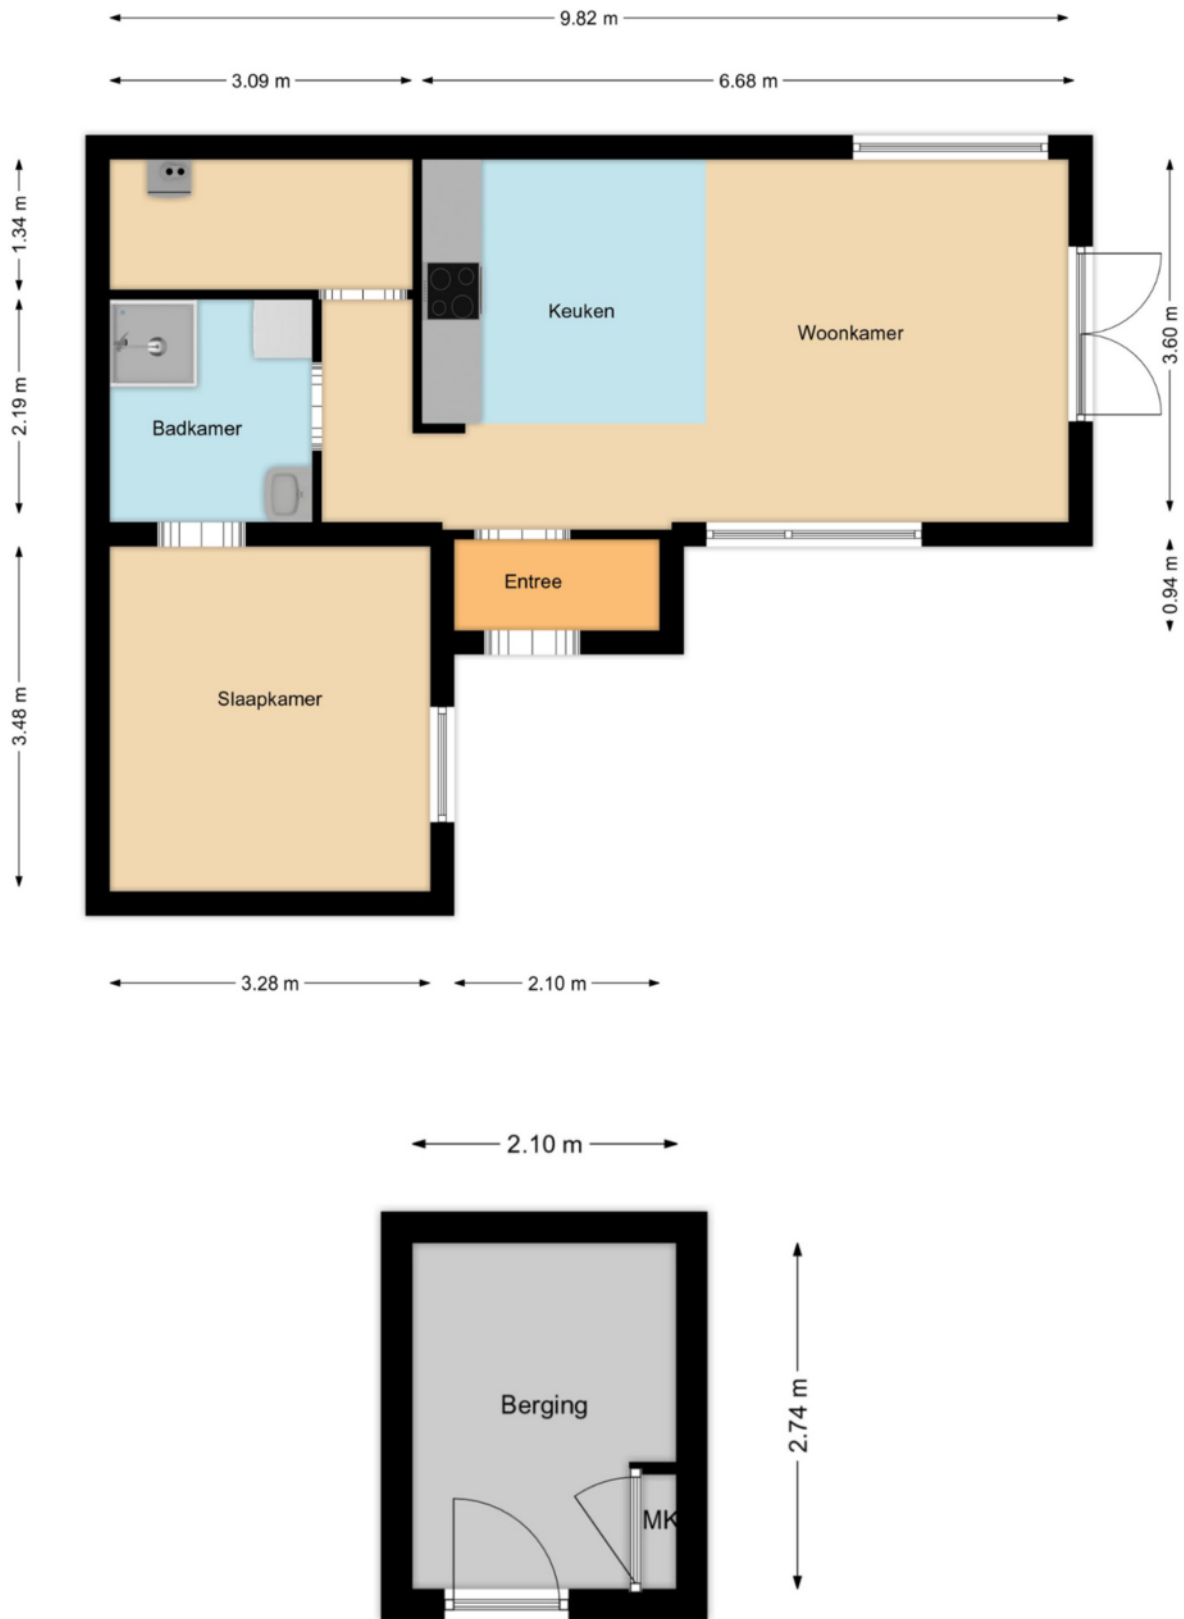 9.82 m
3.09 m
6.68 m
1.34 m
2.19 m
3.48 m
3.60 m
0.94 m
Keuken
Woonkamer
Badkamer
Entree
Slaapkamer
3.28 m
2.10 m
2.10 m
2.74 m
Berging
MK